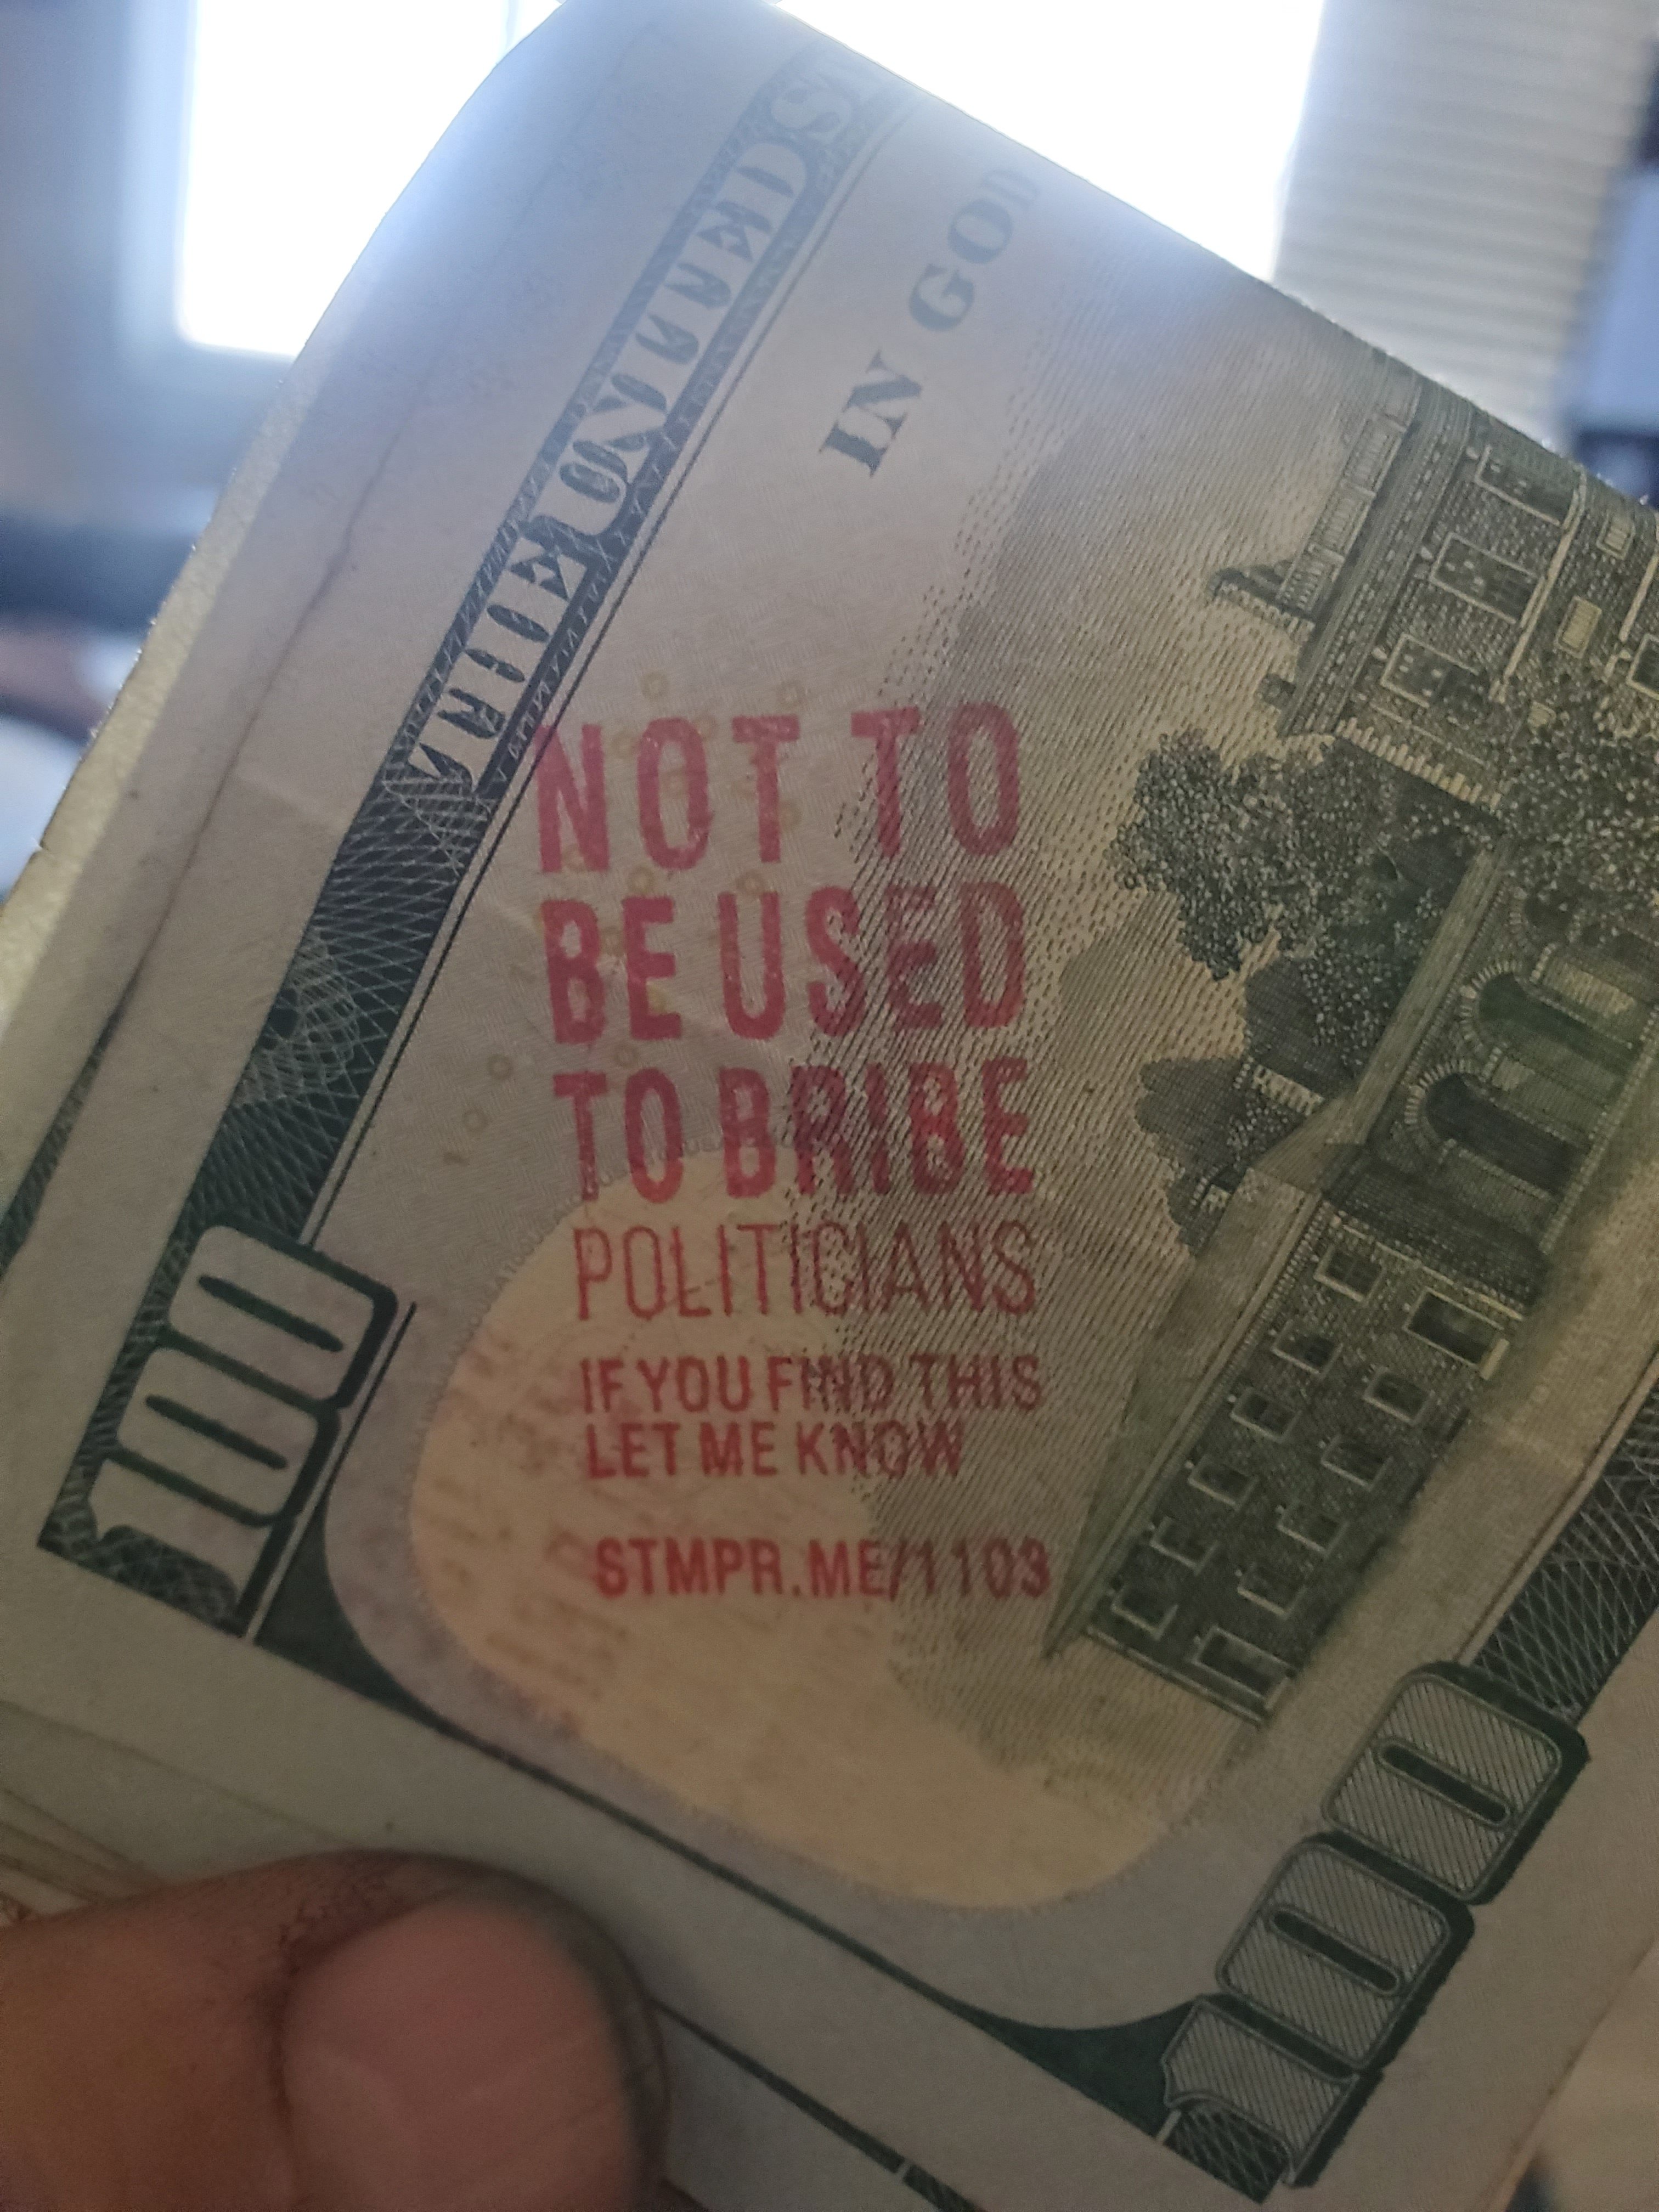 UNITED S
IN GOD
NOT TO
BE USED
TO BRIBE
POLITICIANS
IF YOU FIND THIS
LET ME KNOW
STMPR.ME/1103
100
100